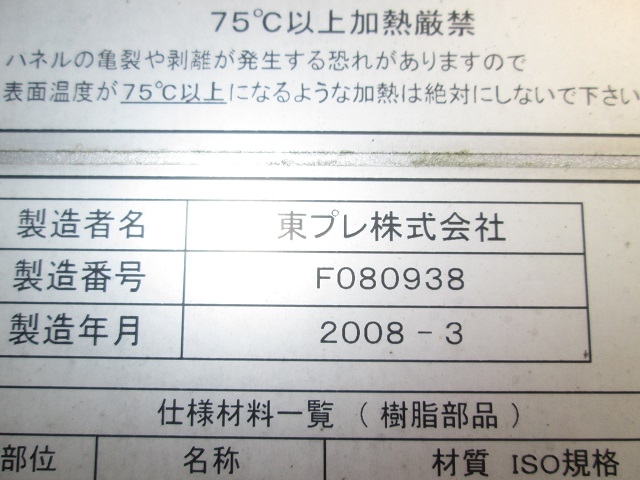 75℃以上加熱厳禁
パネルの亀裂や剥離が発生する恐れがありますので
表面温度が75℃以上になるような加熱は絶対にしないで下さい
製造者名 東プレ株式会社
製造番号 F080938
製造年月 2008 - 3
仕様材料一覧 ( 樹脂部品 )
部位 名称 材質 ISO規格